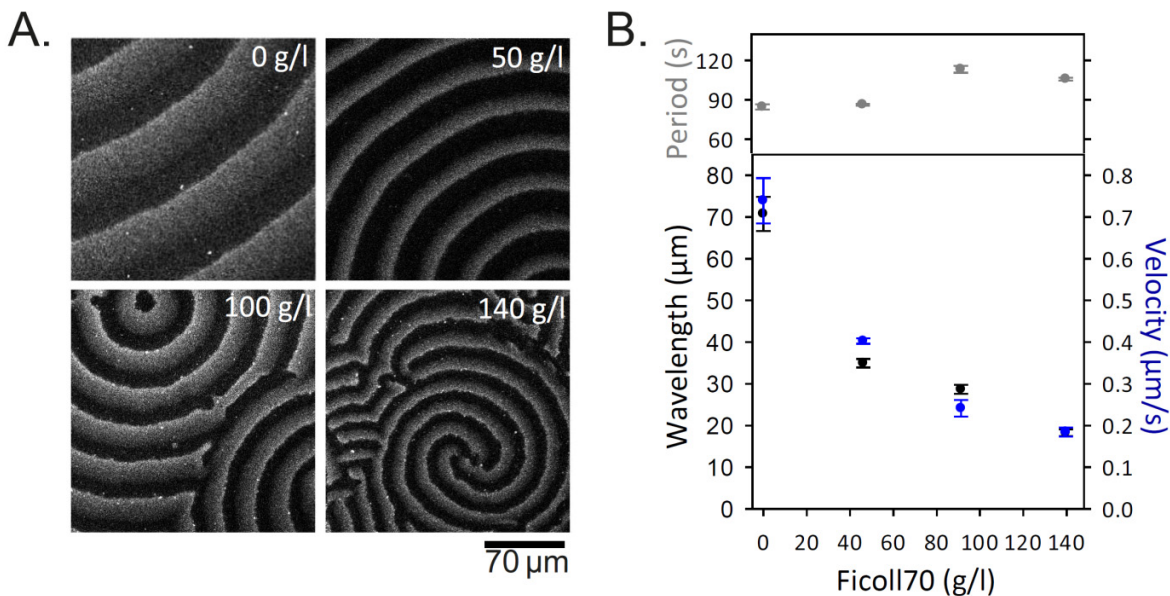 A.
0 g/l
50 g/l
100 g/l
140 g/l
70 µm
B.
Period (s)
120
90
60
Wavelength (µm)
80
70
60
50
40
30
20
10
0
0.8
0.7
0.6
0.5
0.4
0.3
0.2
0.1
0.0
Velocity (µm/s)
0 20 40 60 80 100 120 140
Ficoll70 (g/l)